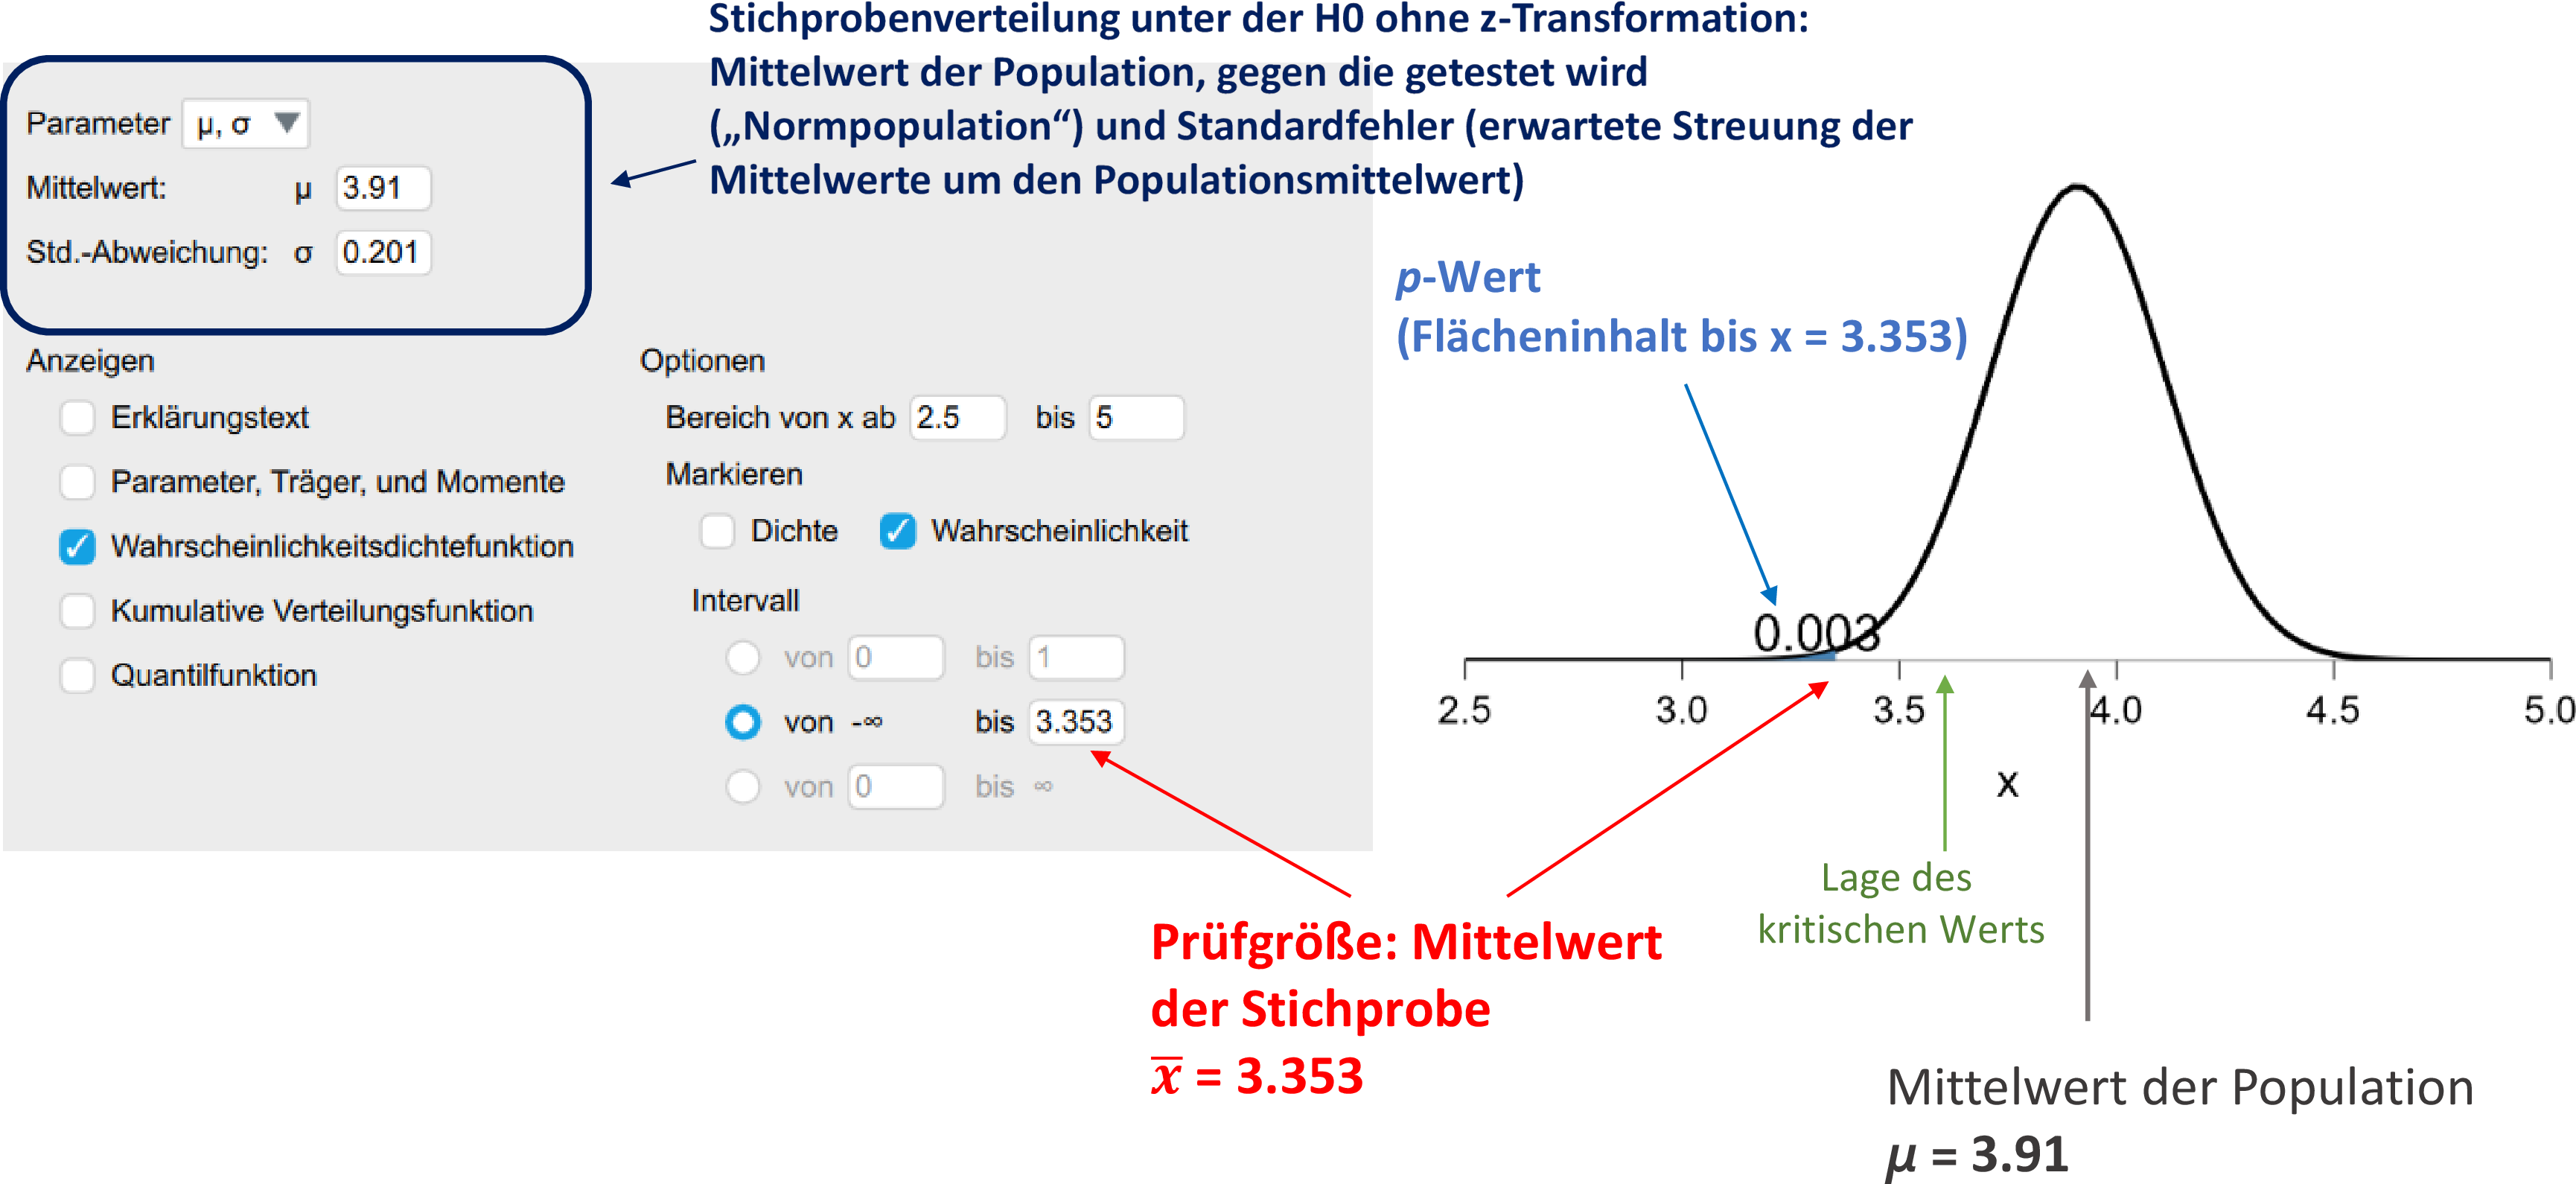 Stichprobenverteilung unter der H0 ohne z-Transformation:
Mittelwert der Population, gegen die getestet wird
(„Normpopulation“) und Standardfehler (erwartete Streuung der
Mittelwerte um den Populationsmittelwert)
Parameter μ, σ
Mittelwert: μ 3.91
Std.-Abweichung: σ 0.201
Anzeigen
Erklärungstext
Parameter, Träger, und Momente
Wahrscheinlichkeitsdichtefunktion
Kumulative Verteilungsfunktion
Quantilfunktion
Optionen
Bereich von x ab 2.5 bis 5
Markieren
Dichte Wahrscheinlichkeit
Intervall
von 0 bis 1
von -∞ bis 3.353
von 0 bis ∞
p-Wert
(Flächeninhalt bis x = 3.353)
0.003
2.5 3.0 3.5 4.0 4.5 5.0
x
Lage des
kritischen Werts
Prüfgröße: Mittelwert
der Stichprobe
x̅ = 3.353
Mittelwert der Population
μ = 3.91